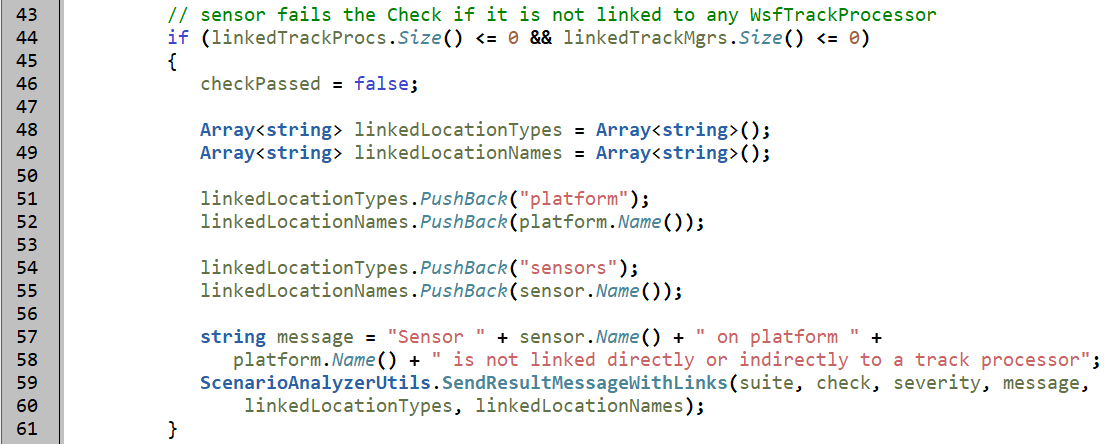 43 // sensor fails the Check if it is not linked to any WsfTrackProcessor
44 if (linkedTrackProcs.Size() <= 0 && linkedTrackMgrs.Size() <= 0)
45 {
46 checkPassed = false;
47
48 Array<string> linkedLocationTypes = Array<string>();
49 Array<string> linkedLocationNames = Array<string>();
50
51 linkedLocationTypes.PushBack("platform");
52 linkedLocationNames.PushBack(platform.Name());
53
54 linkedLocationTypes.PushBack("sensors");
55 linkedLocationNames.PushBack(sensor.Name());
56
57 string message = "Sensor " + sensor.Name() + " on platform " +
58 platform.Name() + " is not linked directly or indirectly to a track processor";
59 ScenarioAnalyzerUtils.SendResultMessageWithLinks(suite, check, severity, message,
60 linkedLocationTypes, linkedLocationNames);
61 }